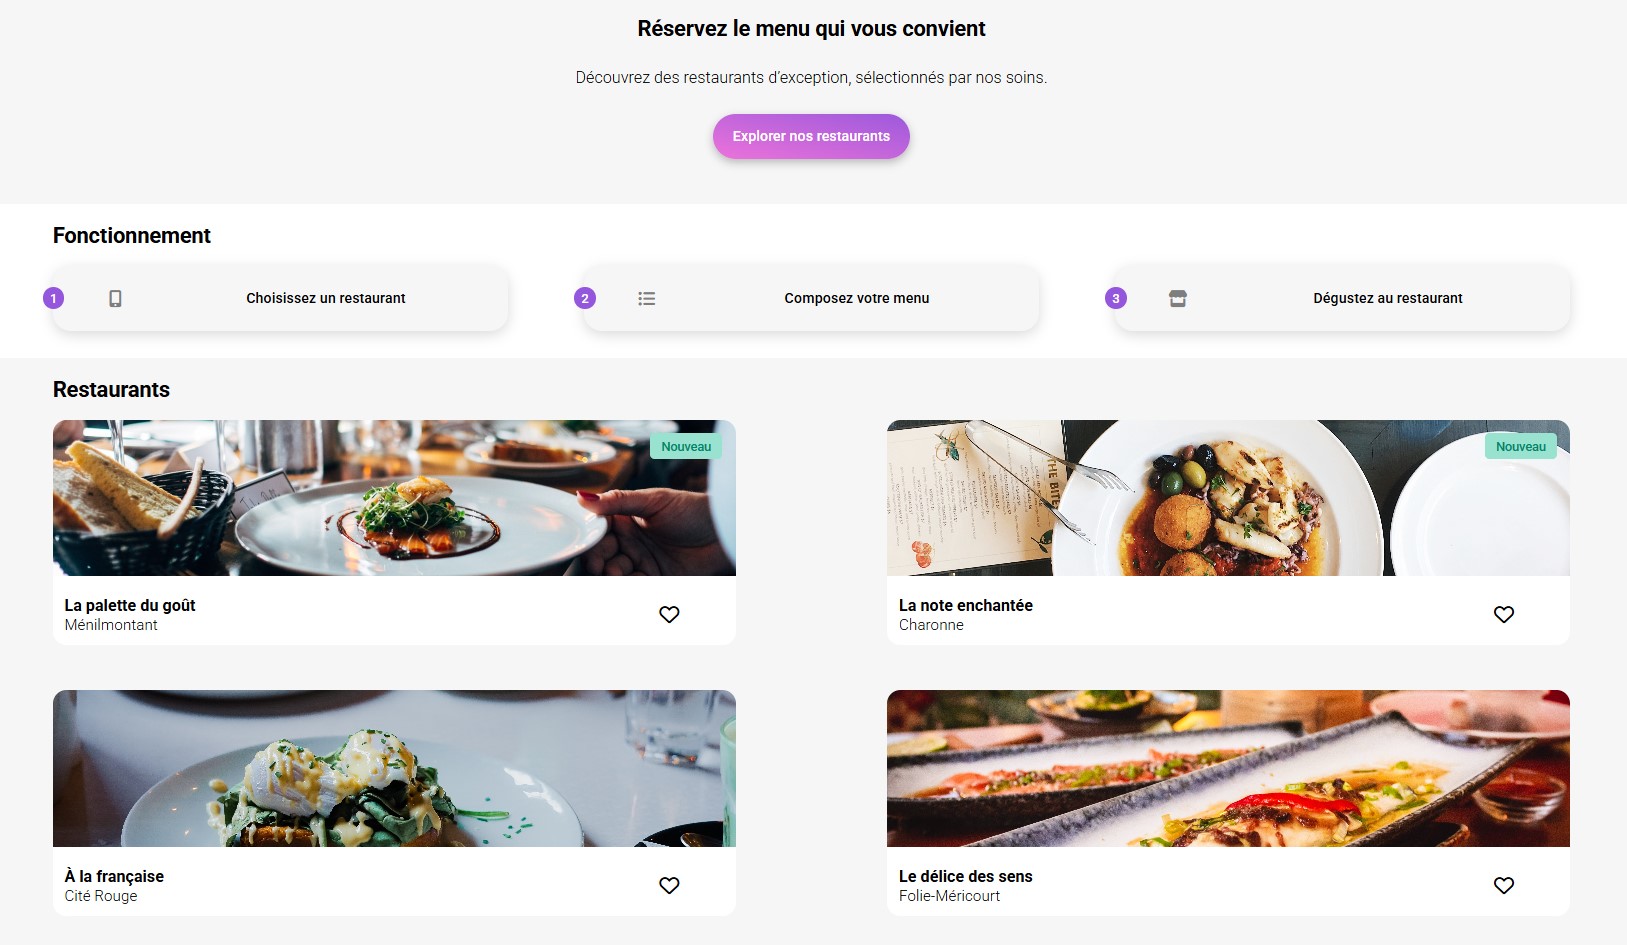 Réservez le menu qui vous convient
Découvrez des restaurants d’exception, sélectionnés par nos soins.
Explorer nos restaurants
Fonctionnement
1 Choisissez un restaurant
2 Composez votre menu
3 Dégustez au restaurant
Restaurants
Nouveau
La palette du goût
Ménilmontant
Nouveau
THE BITE
La note enchantée
Charonne
À la française
Cité Rouge
Le délice des sens
Folie-Méricourt